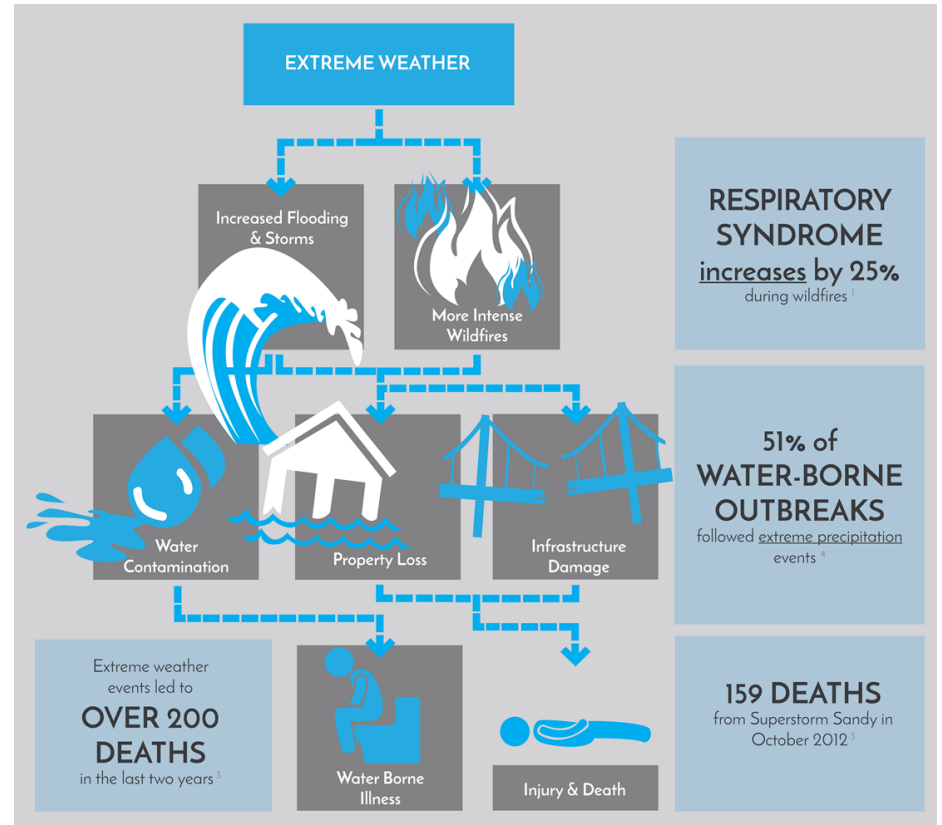 EXTREME WEATHER
Increased Flooding
& Storms
More Intense
Wildfires
RESPIRATORY
SYNDROME
increases by 25%
during wildfires 1
Water
Contamination
Property Loss
Infrastructure
Damage
51% of
WATER-BORNE
OUTBREAKS
followed extreme precipitation
events 4
Extreme weather
events led to
OVER 200
DEATHS
in the last two years 3
Water Borne
Illness
Injury & Death
159 DEATHS
from Superstorm Sandy in
October 2012 3